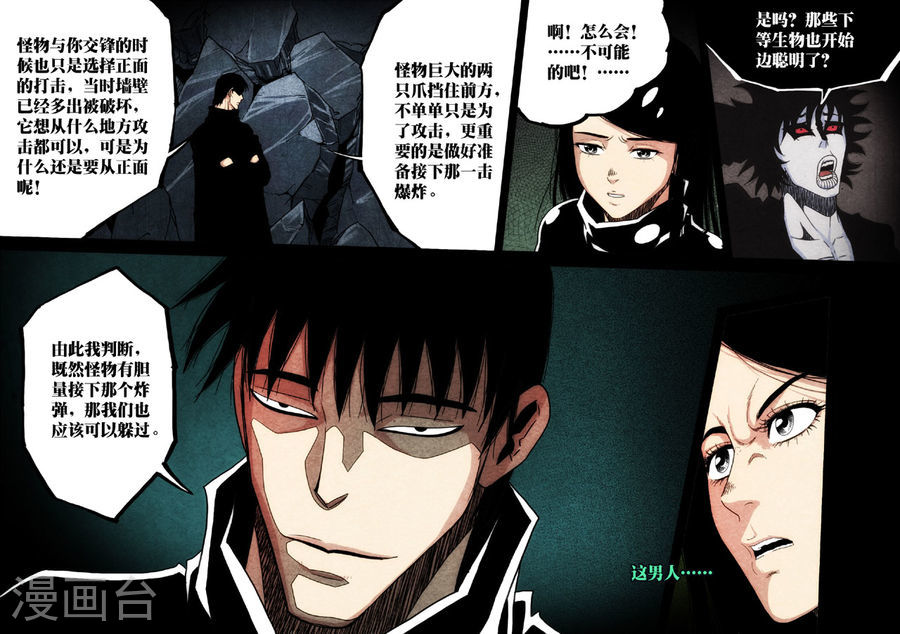 怪物与你交锋的时
候也只是选择正面
的打击，当时墙壁
已经多出被破坏，
它想从什么地方攻
击都可以，可是为
什么还是要从正面
呢！
怪物巨大的两
只爪挡住前方，
不单单只是为
了攻击，更重
要的是做好准
备接下那一击
爆炸。
啊！怎么会！
……不可能
的吧！……
是吗？那些下
等生物也开始
边聪明了？
由此我判断，
既然怪物有胆
量接下那个炸
弹，那我们也
应该可以躲过。
这男人……
漫画台